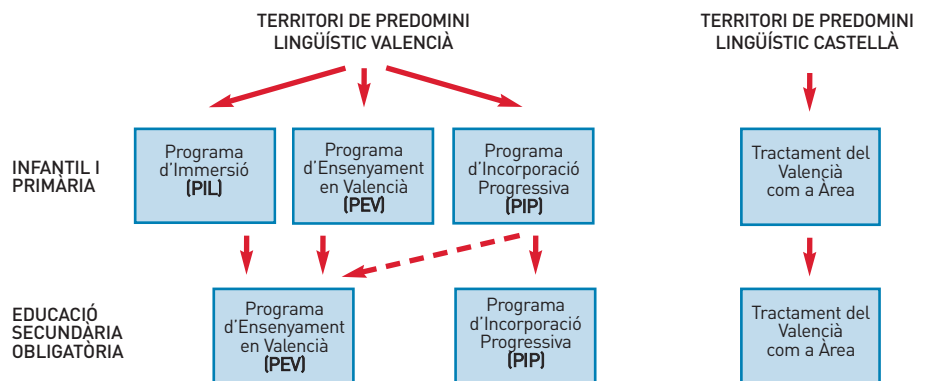 TERRITORI DE PREDOMINI
LINGÜÍSTIC VALENCIÀ
TERRITORI DE PREDOMINI
LINGÜÍSTIC CASTELLÀ
INFANTIL I
PRIMÀRIA
Programa
d'Immersió
(PIL)
Programa
d'Ensenyament
en Valencià
(PEV)
Programa
d'Incorporació
Progressiva
(PIP)
Tractament del
Valencià
com a Àrea
EDUCACIÓ
SECUNDÀRIA
OBLIGATÒRIA
Programa
d'Ensenyament
en Valencià
(PEV)
Programa
d'Incorporació
Progressiva
(PIP)
Tractament del
Valencià
com a Àrea